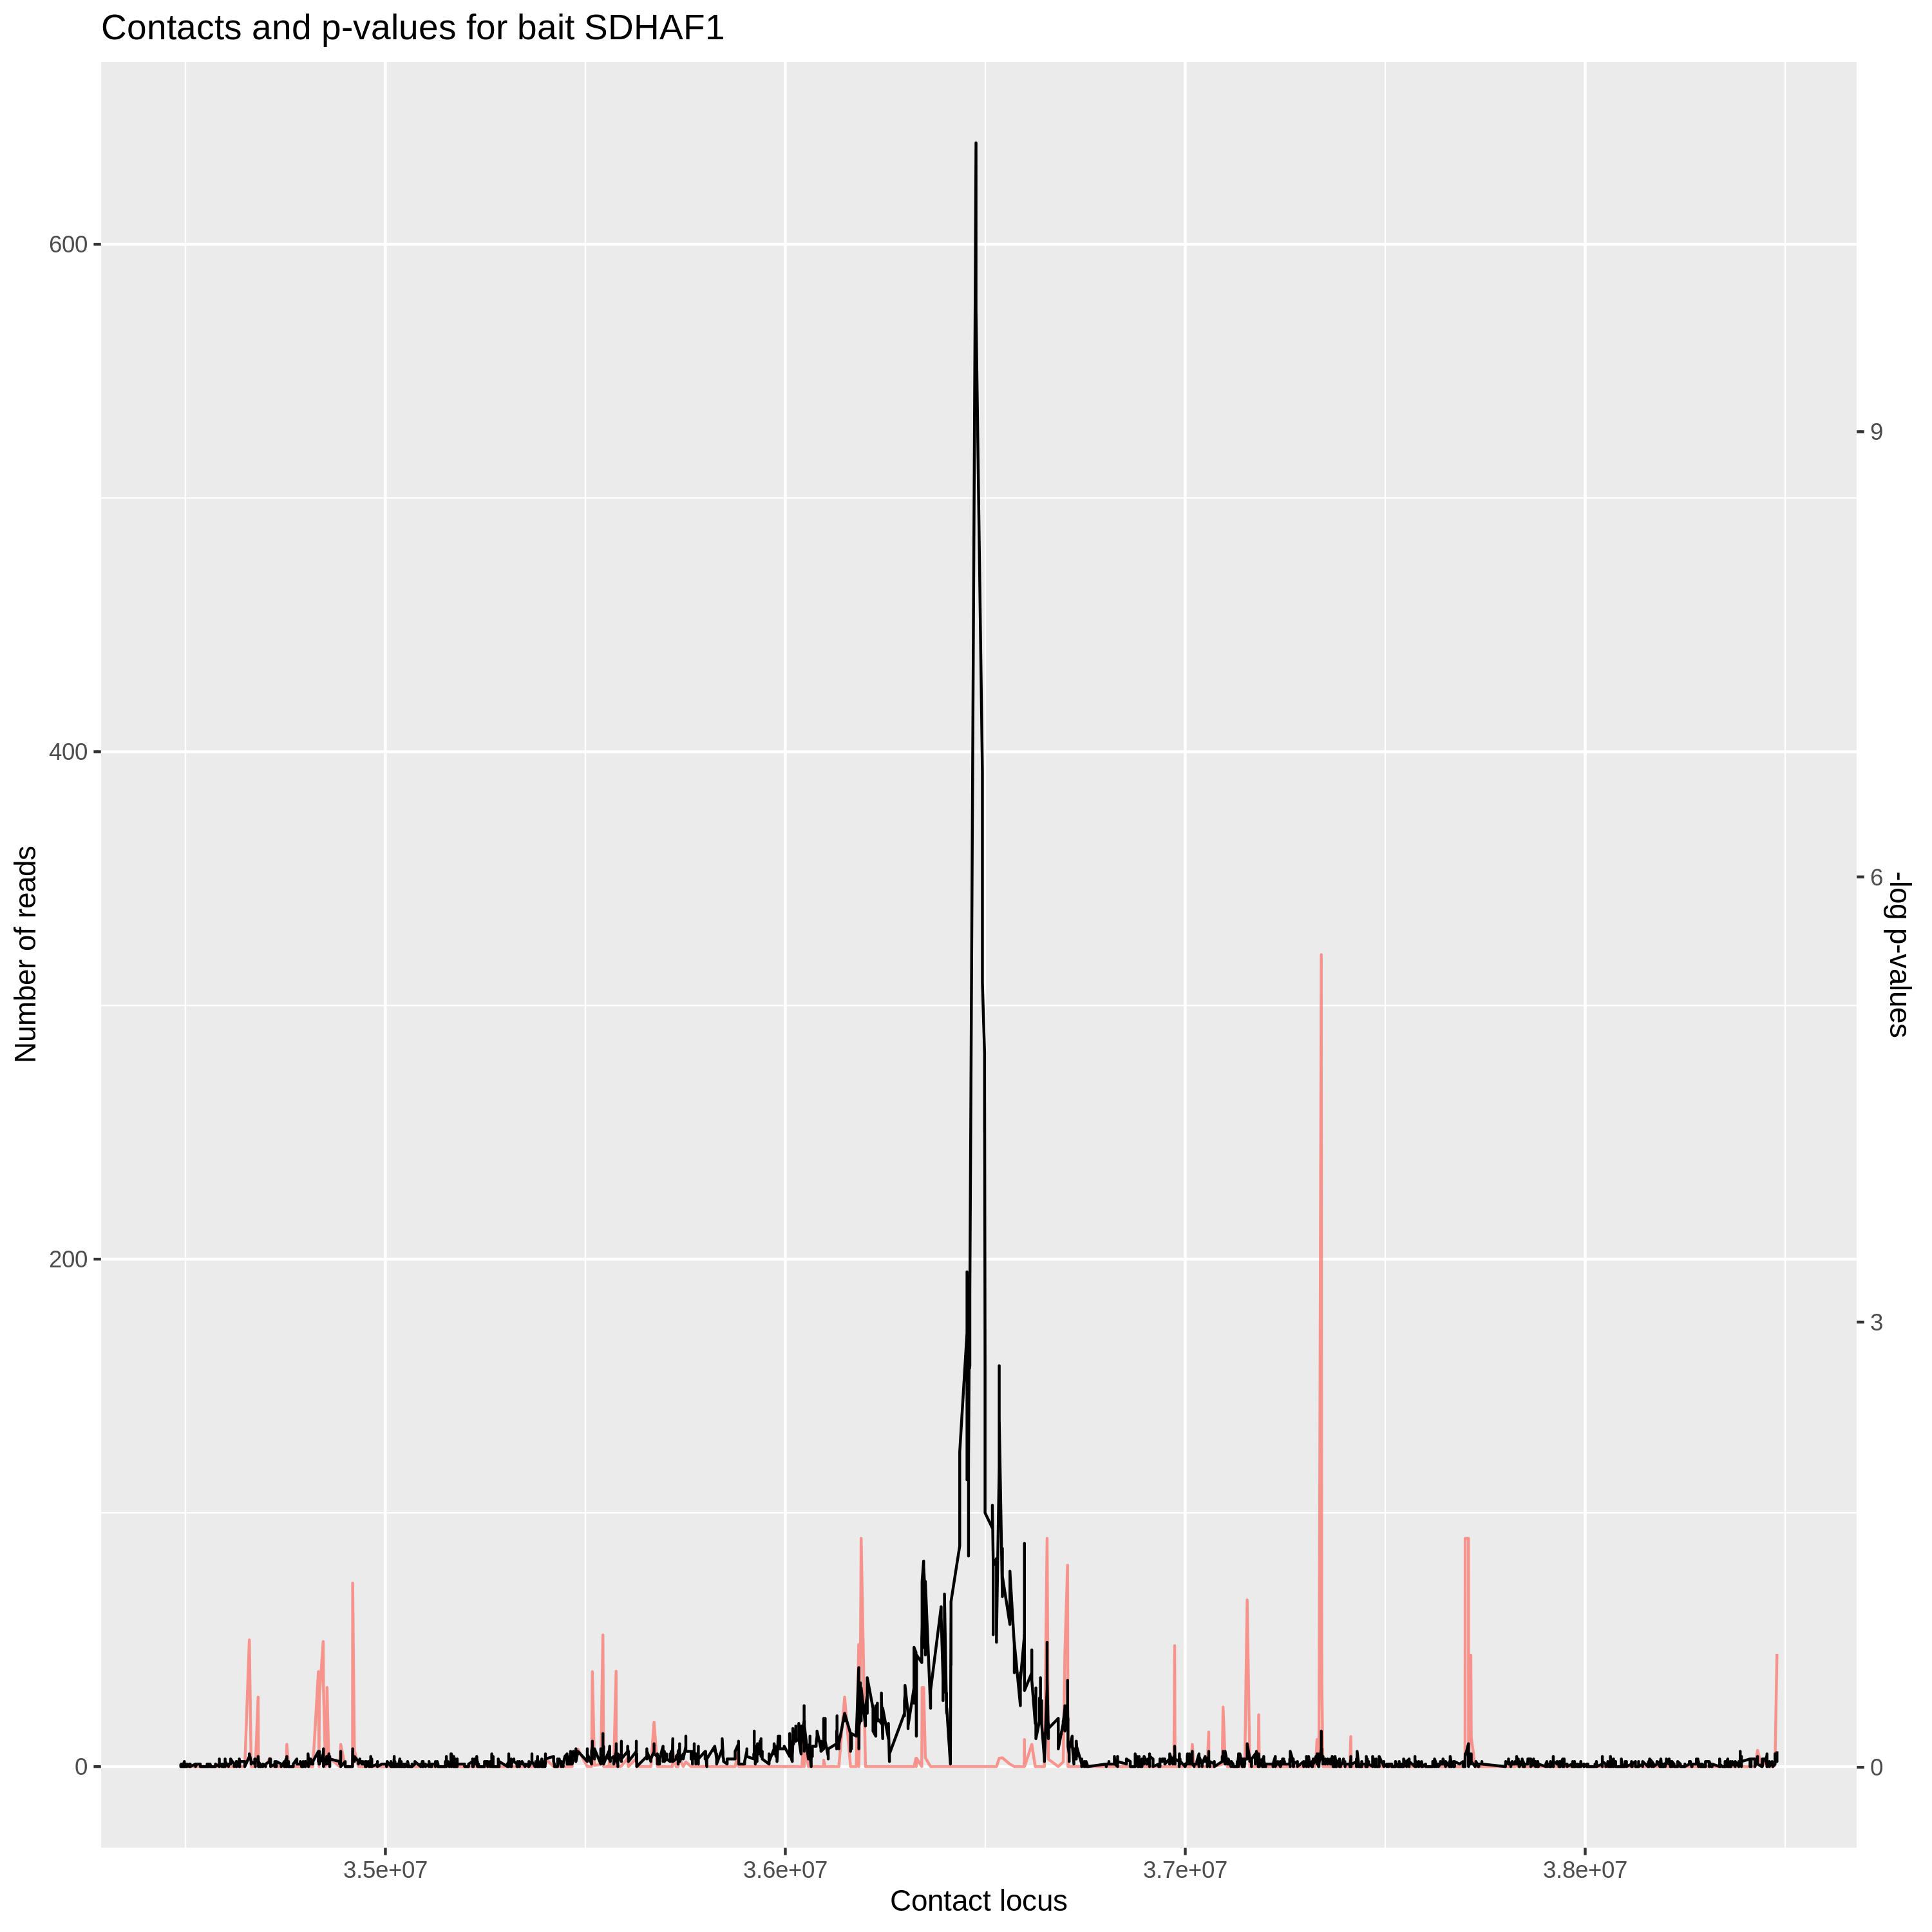 Contacts and p-values for bait SDHAF1
Number of reads
600
400
200
0
9
6
3
0
-log p-values
3.5e+07
3.6e+07
3.7e+07
3.8e+07
Contact locus